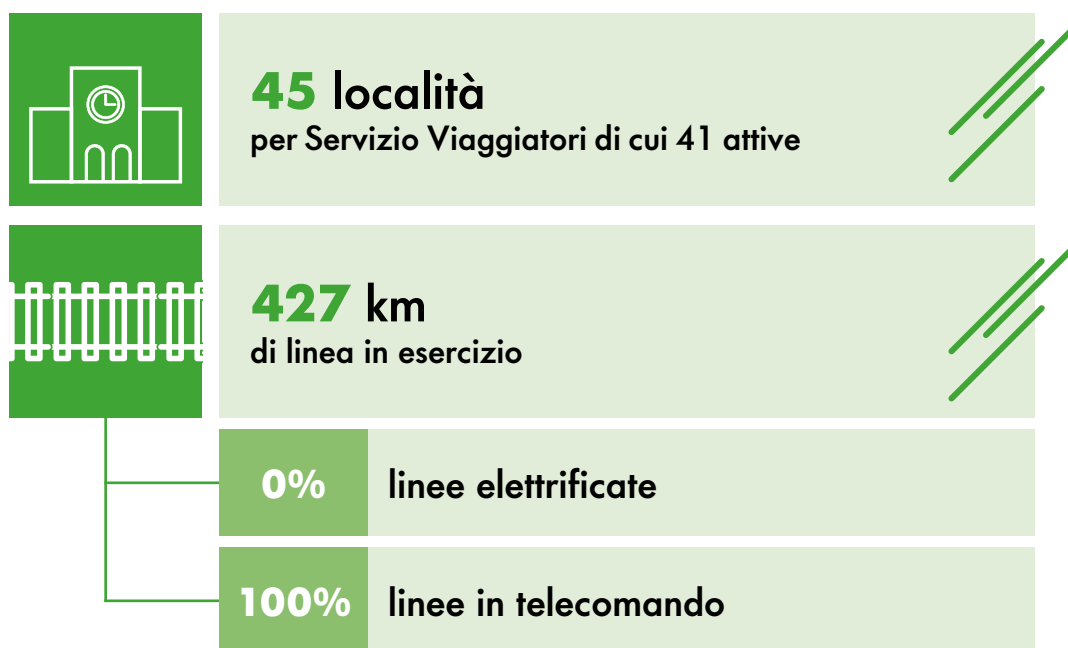 45 località
per Servizio Viaggiatori di cui 41 attive
427 km
di linea in esercizio
0% linee elettrificate
100% linee in telecomando